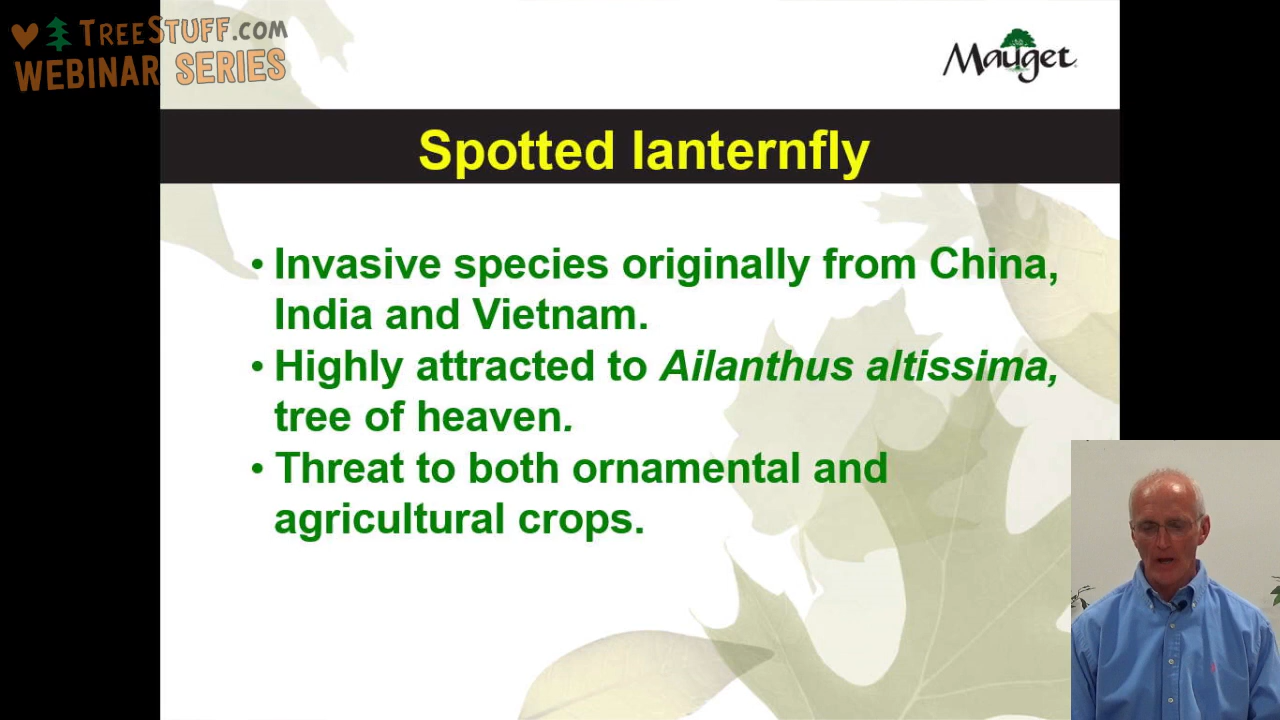 TREESTUFF.COM
WEBINAR SERIES
Mauget
Spotted lanternfly
• Invasive species originally from China,
India and Vietnam.
• Highly attracted to Ailanthus altissima,
tree of heaven.
• Threat to both ornamental and
agricultural crops.